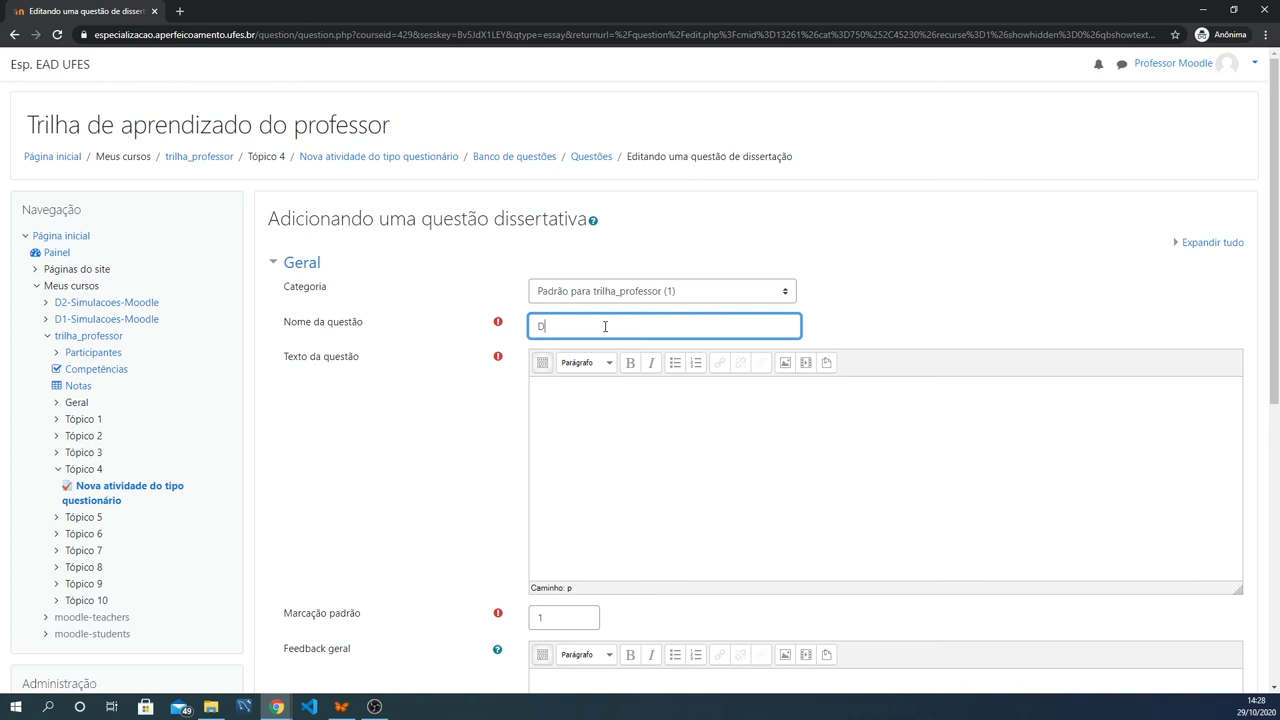 Editando uma questão de disser
especializacao.aperfeicoamento.ufes.br/question/question.php?courseid=429&sesskey=Bv5JdX1LEY&qtype=essay&returnurl=%2Fquestion%2Fedit.php%3Fcmid%3D13261%26cat%3D750%252C45230%26recurse%3D1%26showhidden%3D0%26qbshowtext...
Anônima
Esp. EAD UFES
Professor Moodle
Trilha de aprendizado do professor
Página inicial / Meus cursos / trilha_professor / Tópico 4 / Nova atividade do tipo questionário / Banco de questões / Questões / Editando uma questão de dissertação
Navegação
Página inicial
Painel
Páginas do site
Meus cursos
D2-Simulacoes-Moodle
D1-Simulacoes-Moodle
trilha_professor
Participantes
Competências
Notas
Geral
Tópico 1
Tópico 2
Tópico 3
Tópico 4
Nova atividade do tipo
questionário
Tópico 5
Tópico 6
Tópico 7
Tópico 8
Tópico 9
Tópico 10
moodle-teachers
moodle-students
Administração
Adicionando uma questão dissertativa
Expandir tudo
Geral
Categoria
Padrão para trilha_professor (1)
Nome da questão
D
Texto da questão
Parágrafo
B I
Caminho: p
Marcação padrão
1
Feedback geral
Parágrafo
B I
49
14:28
29/10/2020